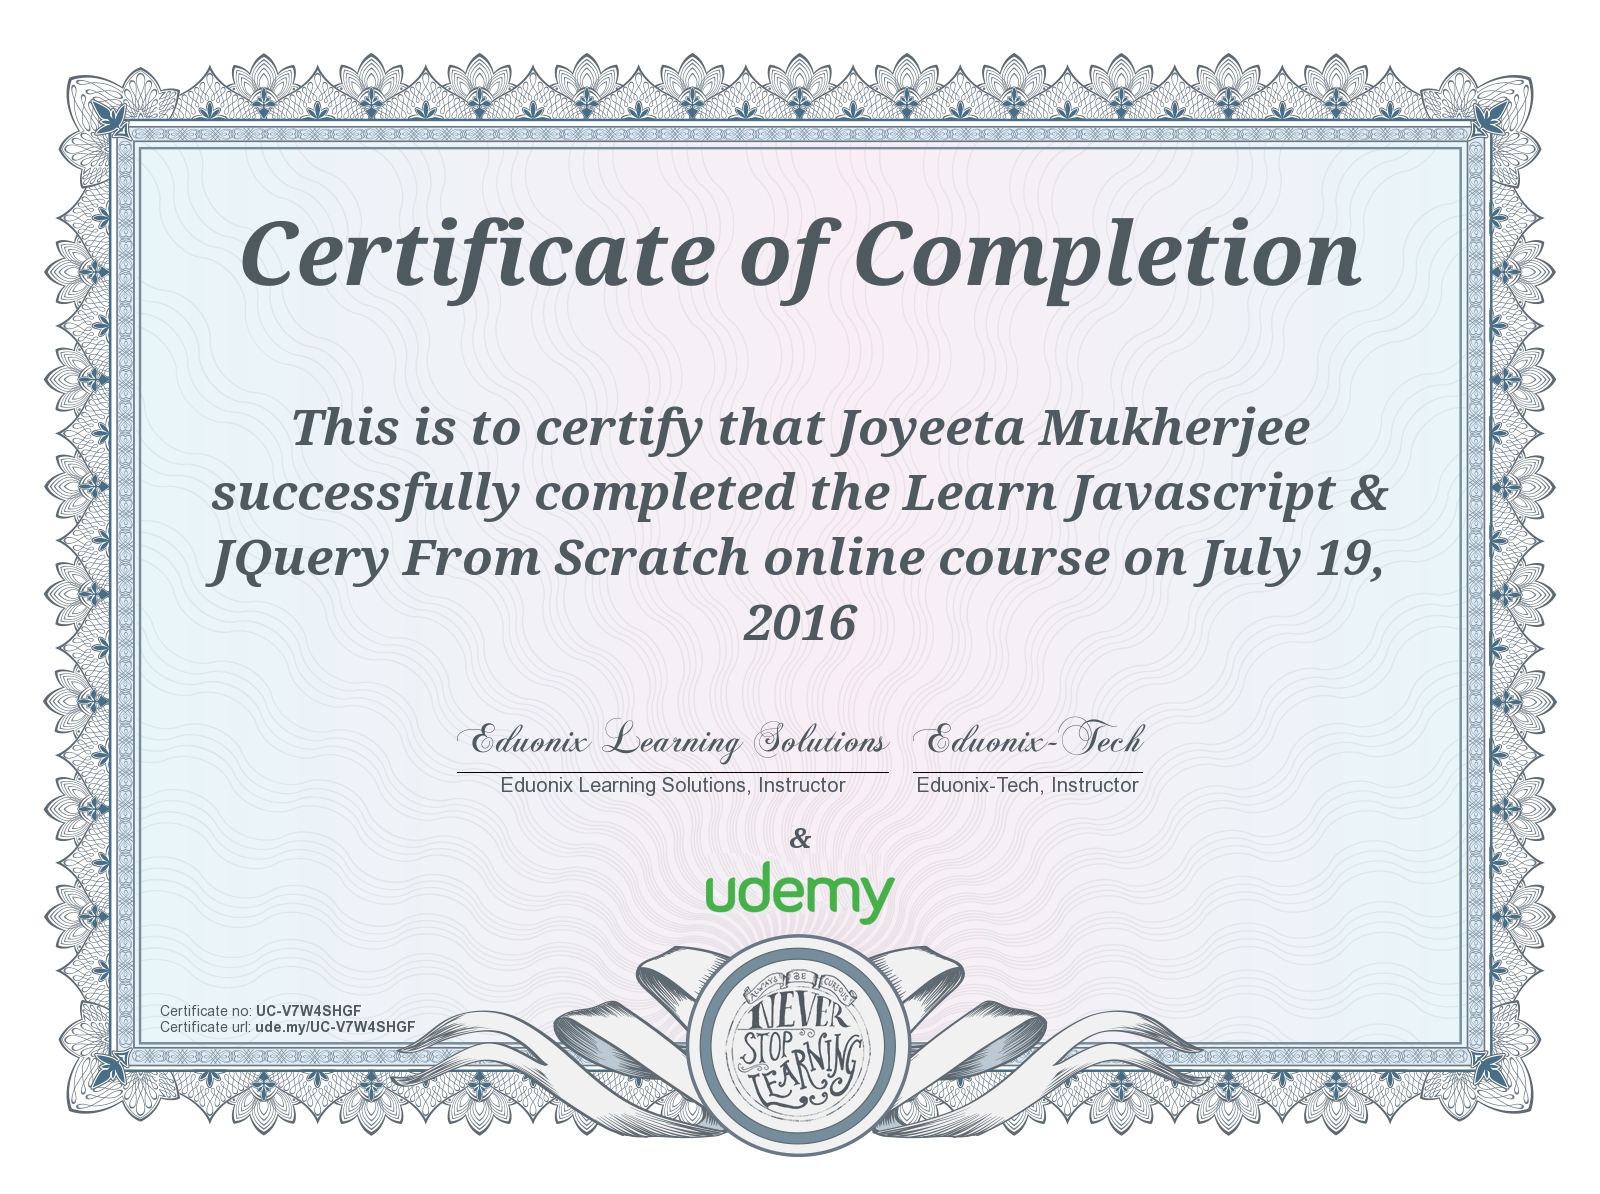 Certificate of Completion
This is to certify that Joyeeta Mukherjee
successfully completed the Learn Javascript &
JQuery From Scratch online course on July 19,
2016
Eduonix Learning Solutions
Eduonix Learning Solutions, Instructor
Eduonix-Tech
Eduonix-Tech, Instructor
&
udemy
Certificate no: UC-V7W4SHGF
Certificate url: ude.my/UC-V7W4SHGF
ALWAYS BE CURIOUS
NEVER
STOP
LEARNING